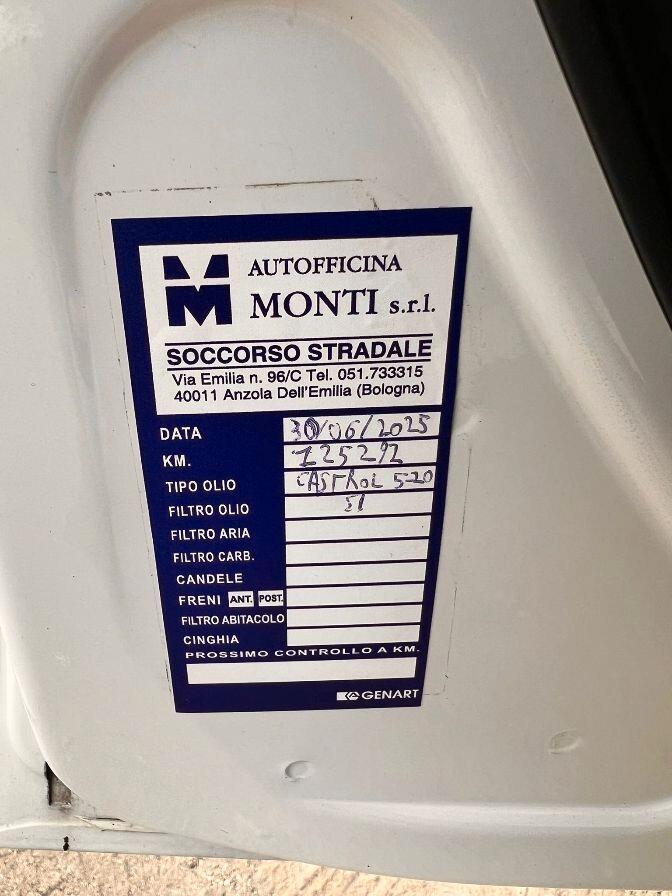 M AUTOFFICINA
MONTI s.r.l.
SOCCORSO STRADALE
Via Emilia n. 96/C Tel. 051.733315
40011 Anzola Dell'Emilia (Bologna)
DATA 30/06/2025
KM. 125292
TIPO OLIO CASTROL 5-20
FILTRO OLIO SI
FILTRO ARIA
FILTRO CARB.
CANDELE
FRENI ANT. POST.
FILTRO ABITACOLO
CINGHIA
PROSSIMO CONTROLLO A KM.
GENART